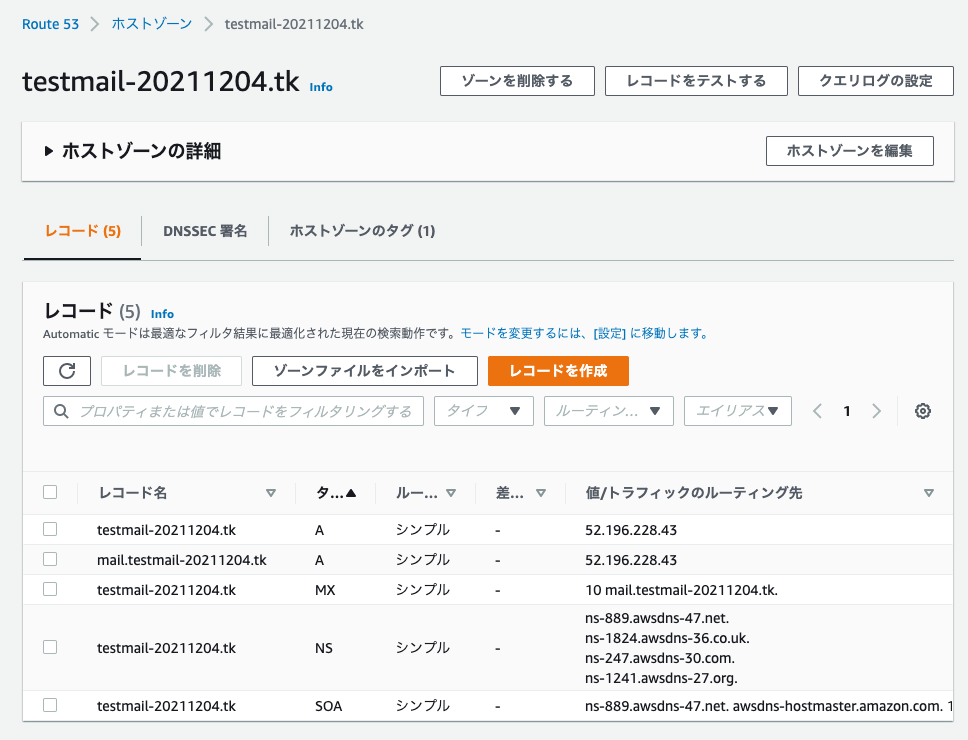 Route 53 > ホストゾーン > testmail-20211204.tk
testmail-20211204.tk Info ゾーンを削除する レコードをテストする クエリログの設定
ホストゾーンの詳細 ホストゾーンを編集
レコード (5) DNSSEC 署名 ホストゾーンのタグ (1)
レコード (5) Info
Automatic モードは最適なフィルタ結果に最適化された現在の検索動作です。モードを変更するには、[設定] に移動します。
レコードを削除 ゾーンファイルをインポート レコードを作成
プロパティまたは値でレコードをフィルタリングする タイプ ルーティン... エイリアス 1
レコード名 タ... ルー... 差... 値/トラフィックのルーティング先
testmail-20211204.tk A シンプル - 52.196.228.43
mail.testmail-20211204.tk A シンプル - 52.196.228.43
testmail-20211204.tk MX シンプル - 10 mail.testmail-20211204.tk.
ns-889.awsdns-47.net.
ns-1824.awsdns-36.co.uk.
testmail-20211204.tk NS シンプル -
ns-247.awsdns-30.com.
ns-1241.awsdns-27.org.
testmail-20211204.tk SOA シンプル - ns-889.awsdns-47.net. awsdns-hostmaster.amazon.com. 1